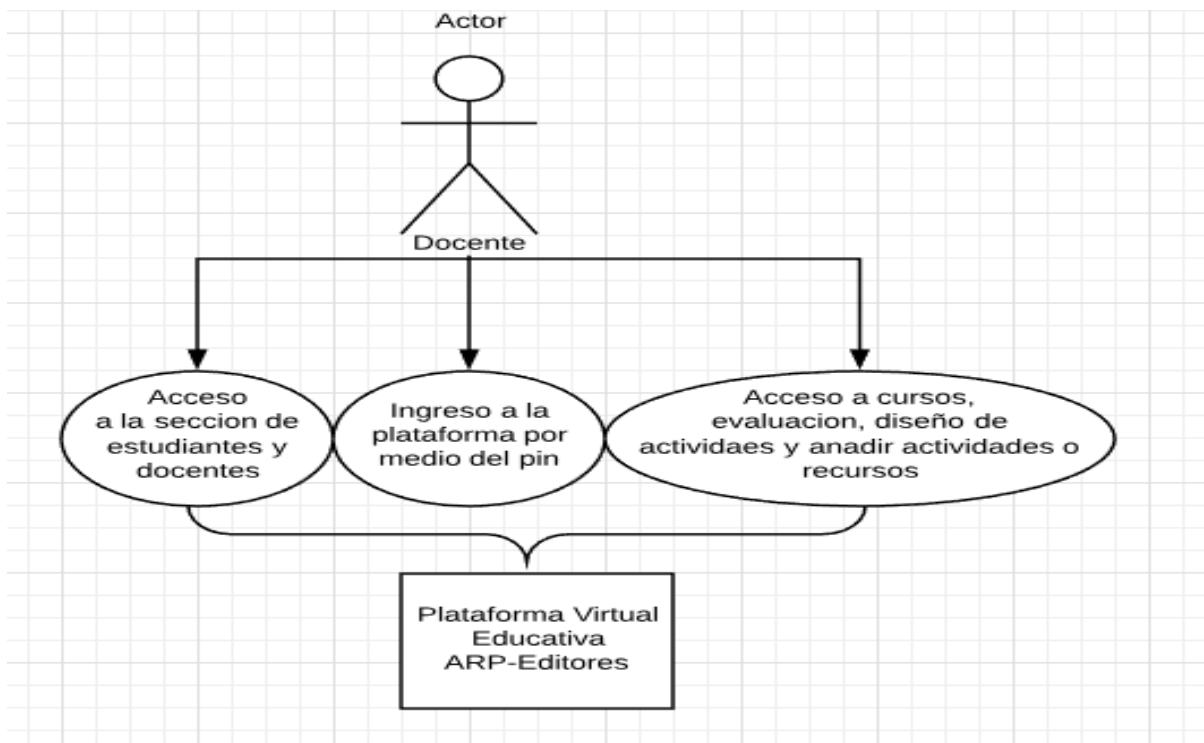 Actor
Docente
Acceso
a la seccion de
estudiantes y
docentes
Ingreso a la
plataforma por
medio del pin
Acceso a cursos,
evaluacion, diseño de
actividaes y anadir actividades o
recursos
Plataforma Virtual
Educativa
ARP-Editores